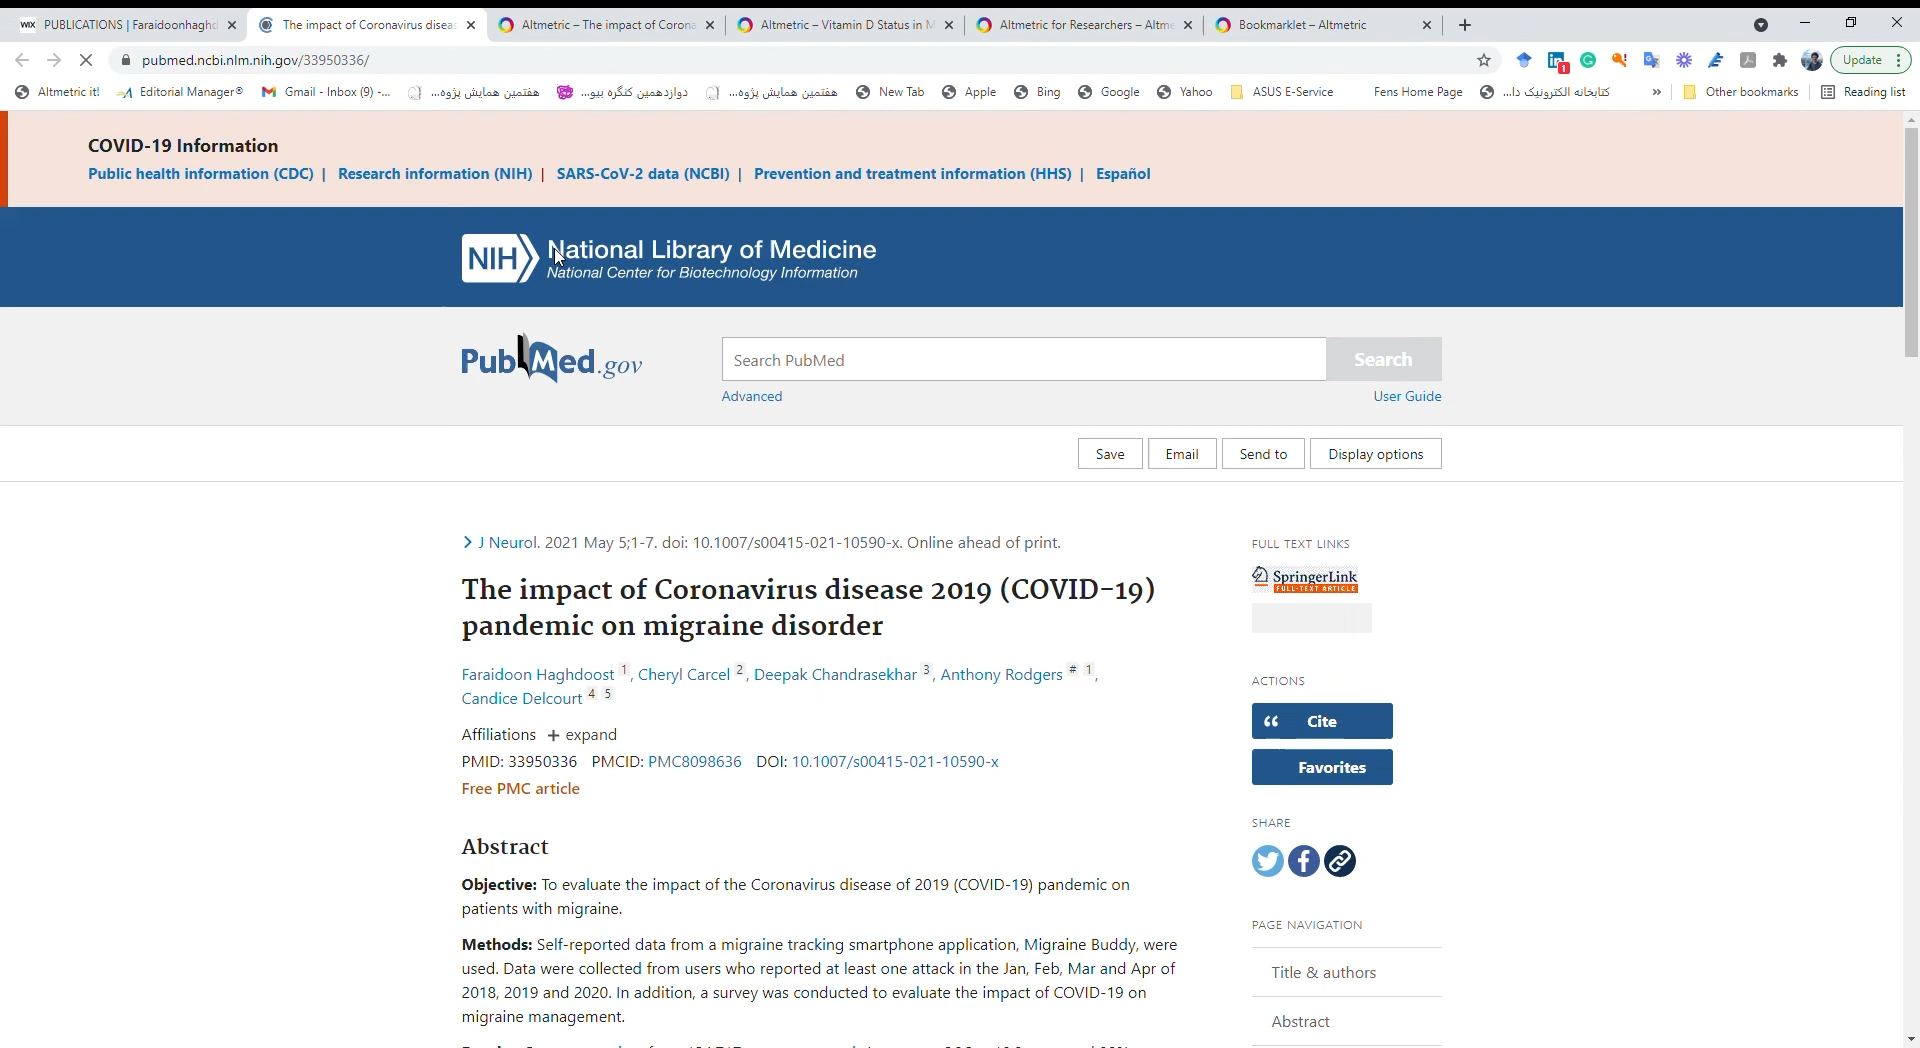 WIX PUBLICATIONS | Faraidoonhaghd
The impact of Coronavirus diseas
Altmetric – The impact of Corona
Altmetric – Vitamin D Status in M
Altmetric for Researchers – Altme
Bookmarklet – Altmetric
pubmed.ncbi.nlm.nih.gov/33950336/
1
Update
Altmetric it!
Editorial Manager®
Gmail - Inbox (9) -...
هفتمین همایش پژوه...
دوازدهمین کنگره بیو...
هفتمین همایش پژوه...
New Tab
Apple
Bing
Google
Yahoo
ASUS E-Service
Fens Home Page
کتابخانه الکترونیک دا...
»
Other bookmarks
Reading list
COVID-19 Information
Public health information (CDC) | Research information (NIH) | SARS-CoV-2 data (NCBI) | Prevention and treatment information (HHS) | Español
NIH National Library of Medicine
National Center for Biotechnology Information
PubMed.gov
Search PubMed
Search
Advanced
User Guide
Save
Email
Send to
Display options
J Neurol. 2021 May 5;1-7. doi: 10.1007/s00415-021-10590-x. Online ahead of print.
The impact of Coronavirus disease 2019 (COVID-19)
pandemic on migraine disorder
Faraidoon Haghdoost 1, Cheryl Carcel 2, Deepak Chandrasekhar 3, Anthony Rodgers # 1,
Candice Delcourt 4 5
Affiliations + expand
PMID: 33950336 PMCID: PMC8098636 DOI: 10.1007/s00415-021-10590-x
Free PMC article
Abstract
Objective: To evaluate the impact of the Coronavirus disease of 2019 (COVID-19) pandemic on
patients with migraine.
Methods: Self-reported data from a migraine tracking smartphone application, Migraine Buddy, were
used. Data were collected from users who reported at least one attack in the Jan, Feb, Mar and Apr of
2018, 2019 and 2020. In addition, a survey was conducted to evaluate the impact of COVID-19 on
migraine management.
FULL TEXT LINKS
SpringerLink
FULL-TEXT ARTICLE
ACTIONS
Cite
Favorites
SHARE
PAGE NAVIGATION
Title & authors
Abstract